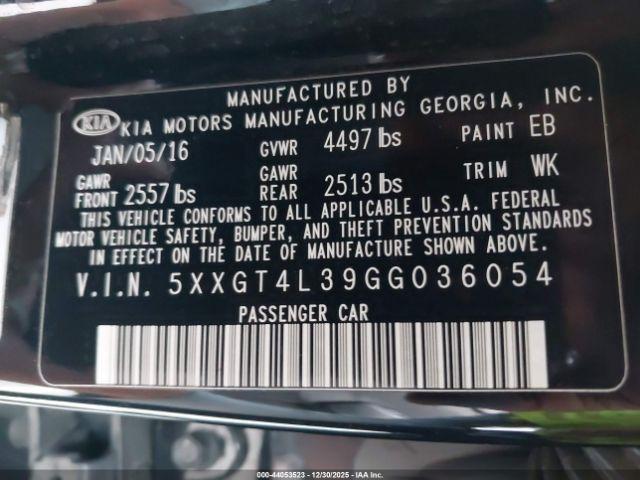 MANUFACTURED BY
KIA KIA MOTORS MANUFACTURING GEORGIA, INC.
JAN/05/16 GVWR 4497 lbs PAINT EB
GAWR FRONT 2557 lbs GAWR REAR 2513 lbs TRIM WK
THIS VEHICLE CONFORMS TO ALL APPLICABLE U.S.A. FEDERAL
MOTOR VEHICLE SAFETY, BUMPER, AND THEFT PREVENTION STANDARDS
IN EFFECT ON THE DATE OF MANUFACTURE SHOWN ABOVE.
V.I.N. 5XXGT4L39GG036054
PASSENGER CAR
000-44053523 - 12/30/2025 - IAA Inc.